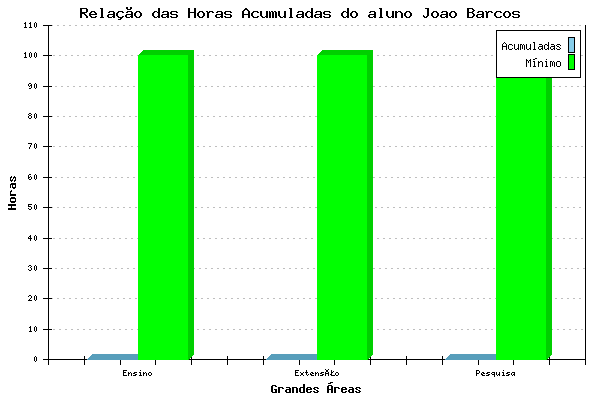 Relação das Horas Acumuladas do aluno Joao Barcos
110
100
90
80
70
60
50
40
30
20
10
0
Horas
Acumuladas
Mínimo
Ensino
Extensão
Pesquisa
Grandes Áreas